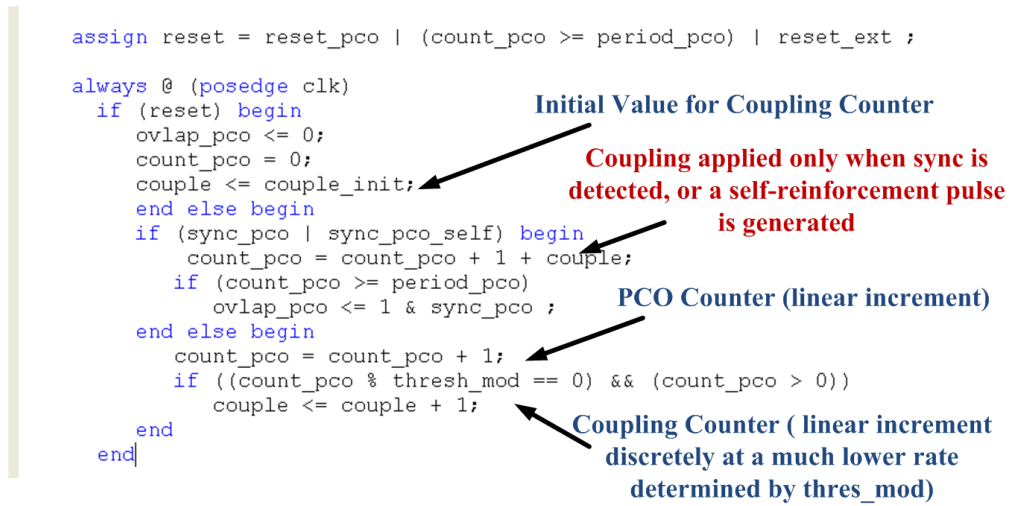 assign reset = reset_pco | (count_pco >= period_pco) | reset_ext ;
always @ (posedge clk)
if (reset) begin
Initial Value for Coupling Counter
ovlap_pco <= 0;
count_pco = 0;
couple <= couple_init;
Coupling applied only when sync is
detected, or a self-reinforcement pulse
is generated
end else begin
if (sync_pco | sync_pco_self) begin
count_pco = count_pco + 1 + couple;
if (count_pco >= period_pco)
ovlap_pco <= 1 & sync_pco ;
PCO Counter (linear increment)
end else begin
count_pco = count_pco + 1;
if ((count_pco % thresh_mod == 0) && (count_pco > 0))
couple <= couple + 1;
end
end
Coupling Counter ( linear increment
discretely at a much lower rate
determined by thres_mod)